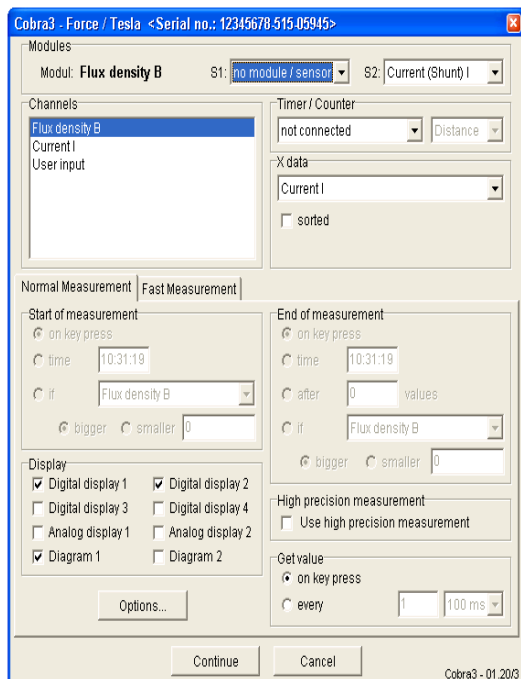 Cobra3 - Force / Tesla <Serial no.: 12345678-515-05945>
Modules
Modul: Flux density B S1: no module / sensor S2: Current (Shunt) I
Channels
Flux density B
Current I
User input
Timer / Counter
not connected Distance
X data
Current I
sorted
Normal Measurement Fast Measurement
Start of measurement
on key press
time 10:31:19
if Flux density B
bigger smaller 0
End of measurement
on key press
time 10:31:19
after 0 values
if Flux density B
bigger smaller 0
Display
Digital display 1 Digital display 2
Digital display 3 Digital display 4
Analog display 1 Analog display 2
Diagram 1 Diagram 2
High precision measurement
Use high precision measurement
Get value
on key press
every 1 100 ms
Options...
Continue Cancel
Cobra3 - 01.20/3